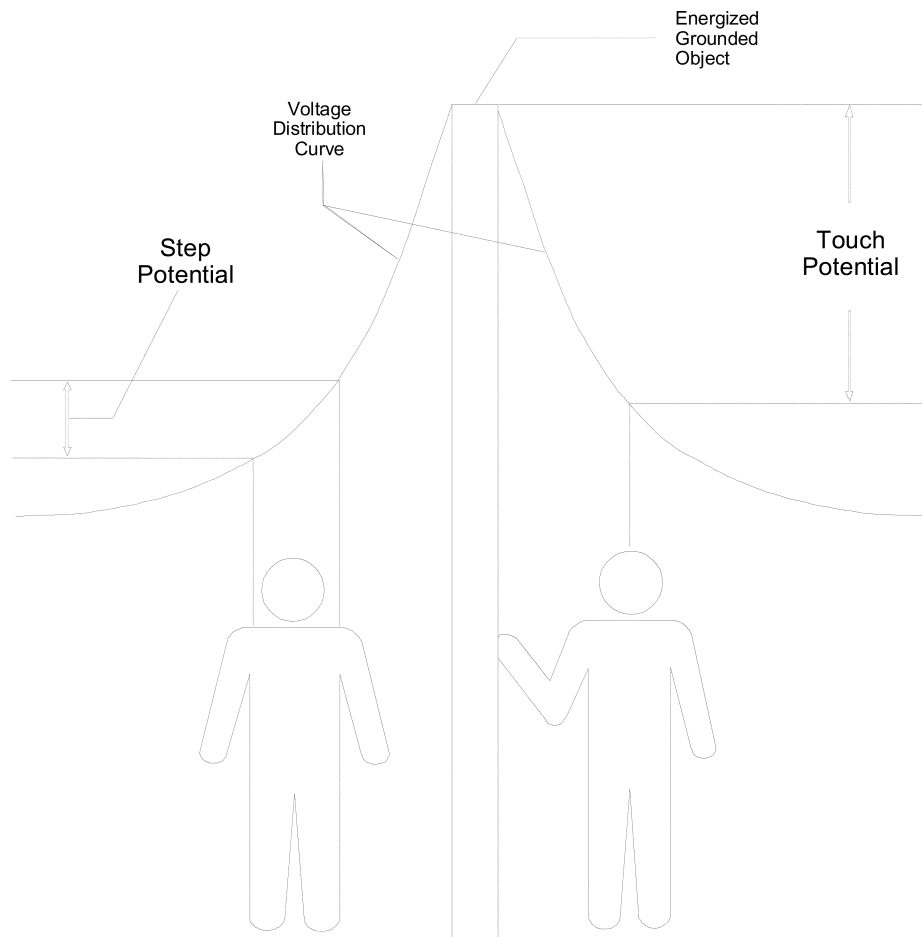 Energized
Grounded
Object
Voltage
Distribution
Curve
Step
Potential
Touch
Potential